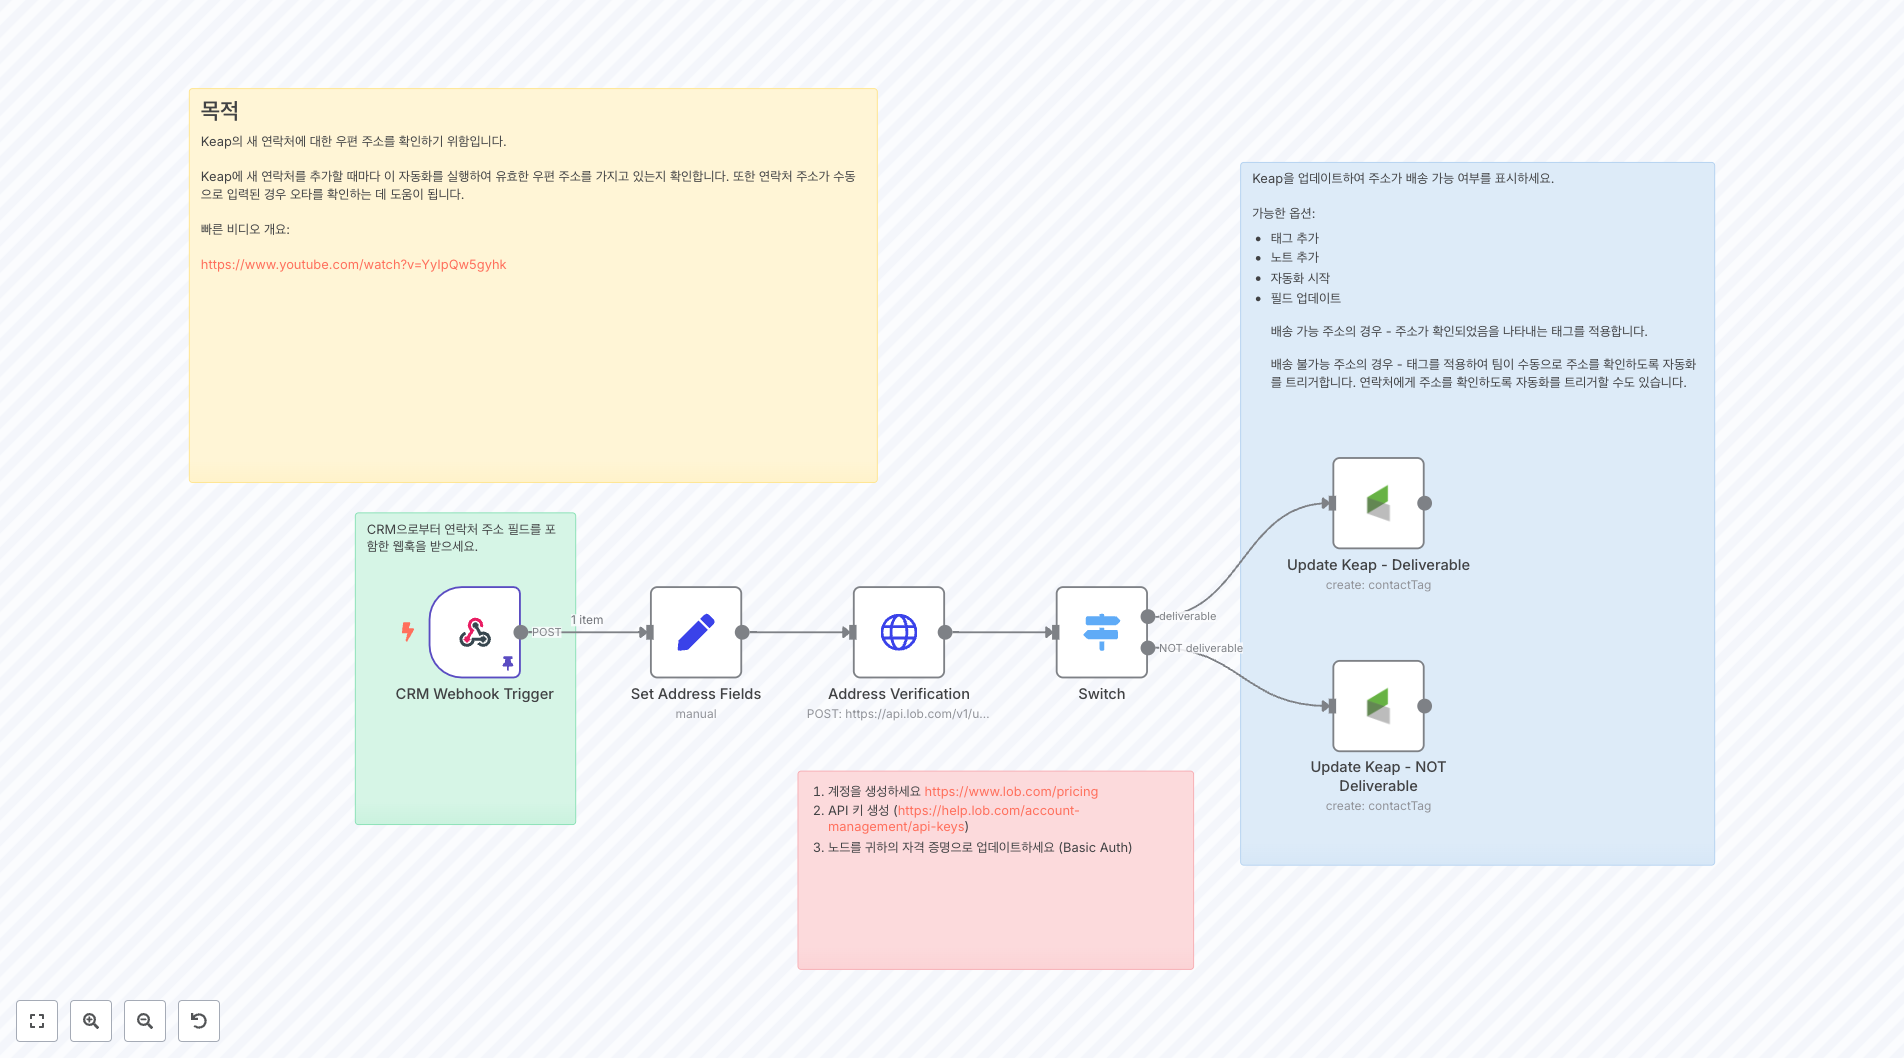 목적
Keap의 새 연락처에 대한 우편 주소를 확인하기 위함입니다.
Keap에 새 연락처를 추가할 때마다 이 자동화를 실행하여 유효한 우편 주소를 가지고 있는지 확인합니다. 또한 연락처 주소가 수동
으로 입력된 경우 오타를 확인하는 데 도움이 됩니다.
빠른 비디오 개요:
https://www.youtube.com/watch?v=YyIpQw5gyhk
Keap을 업데이트하여 주소가 배송 가능 여부를 표시하세요.
가능한 옵션:
• 태그 추가
• 노트 추가
• 자동화 시작
• 필드 업데이트
배송 가능 주소의 경우 - 주소가 확인되었음을 나타내는 태그를 적용합니다.
배송 불가능 주소의 경우 - 태그를 적용하여 팀이 수동으로 주소를 확인하도록 자동화
를 트리거합니다. 연락처에게 주소를 확인하도록 자동화를 트리거할 수도 있습니다.
CRM으로부터 연락처 주소 필드를 포
함한 웹훅을 받으세요.
POST
1 item
CRM Webhook Trigger
Set Address Fields
manual
Address Verification
POST: https://api.lob.com/v1/u...
Switch
deliverable
NOT deliverable
Update Keap - Deliverable
create: contactTag
Update Keap - NOT
Deliverable
create: contactTag
1. 계정을 생성하세요 https://www.lob.com/pricing
2. API 키 생성 (https://help.lob.com/account-
management/api-keys)
3. 노드를 귀하의 자격 증명으로 업데이트하세요 (Basic Auth)